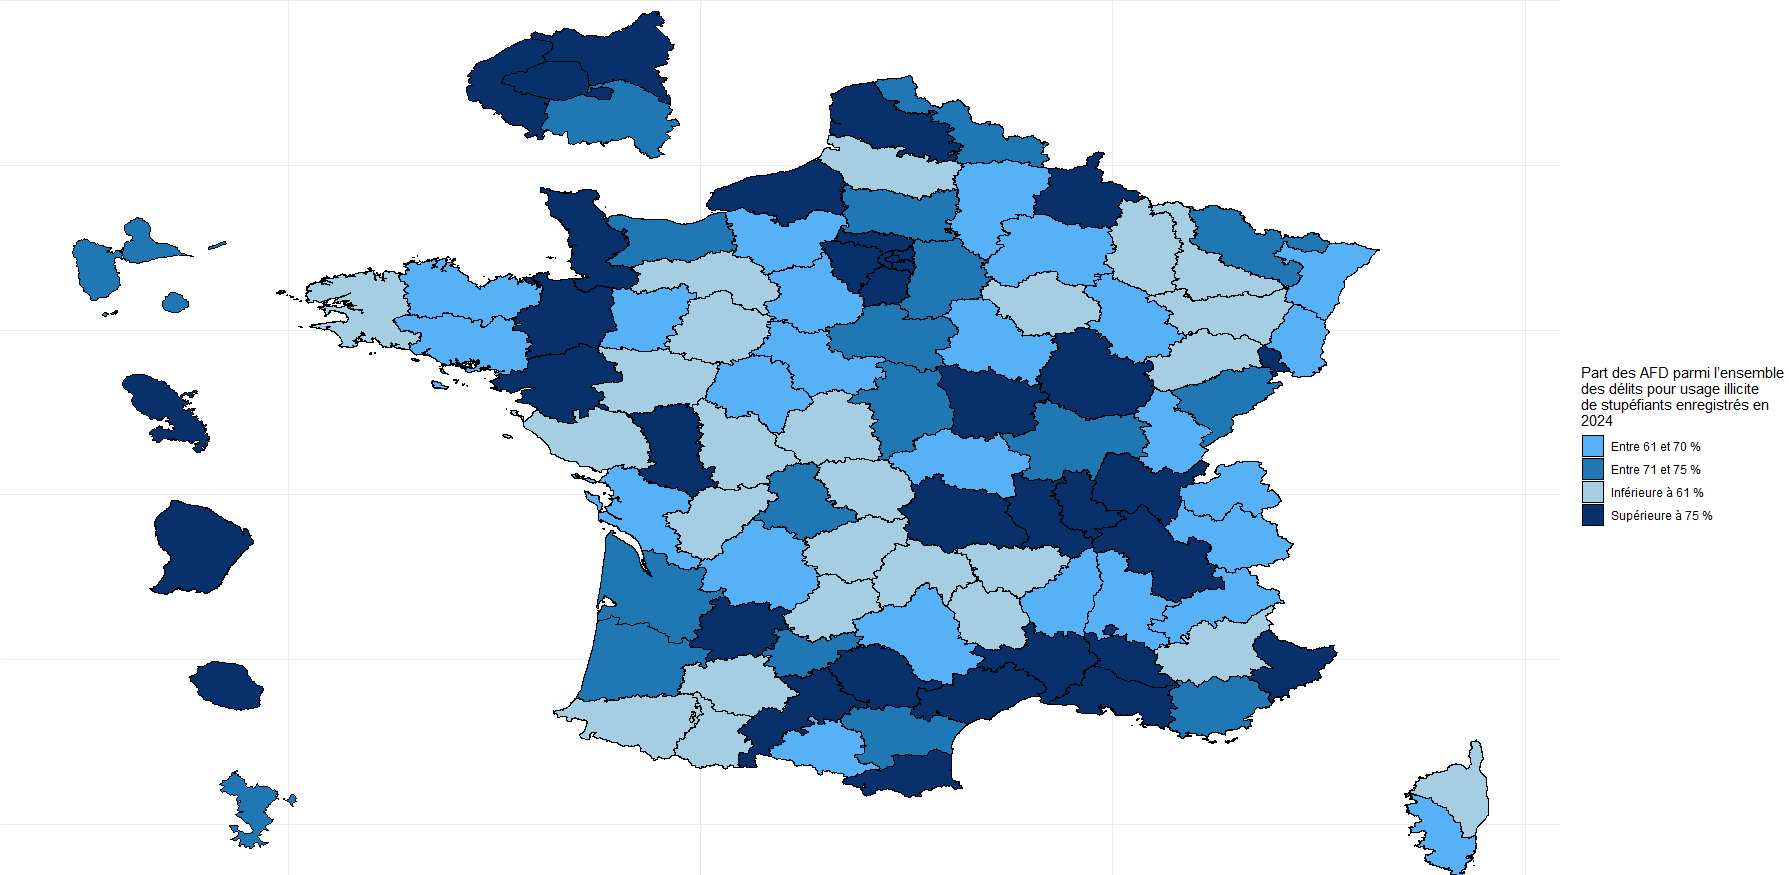 Part des AFD parmi l'ensemble
des délits pour usage illicite
de stupéfiants enregistrés en
2024
Entre 61 et 70 %
Entre 71 et 75 %
Inférieure à 61 %
Supérieure à 75 %